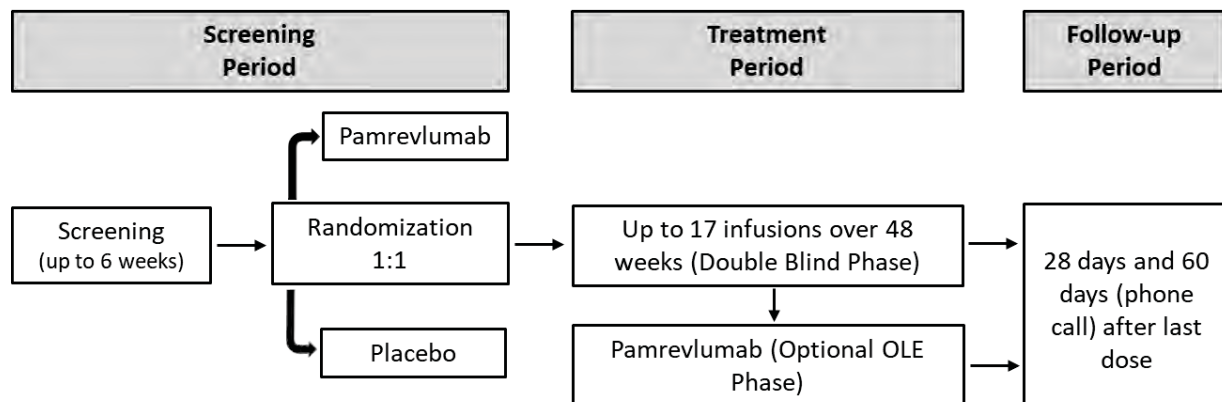 Screening
Period
Treatment
Period
Follow-up
Period
Pamrevlumab
Screening
(up to 6 weeks)
Randomization
1:1
Placebo
Up to 17 infusions over 48
weeks (Double Blind Phase)
Pamrevlumab (Optional OLE
Phase)
28 days and 60
days (phone
call) after last
dose